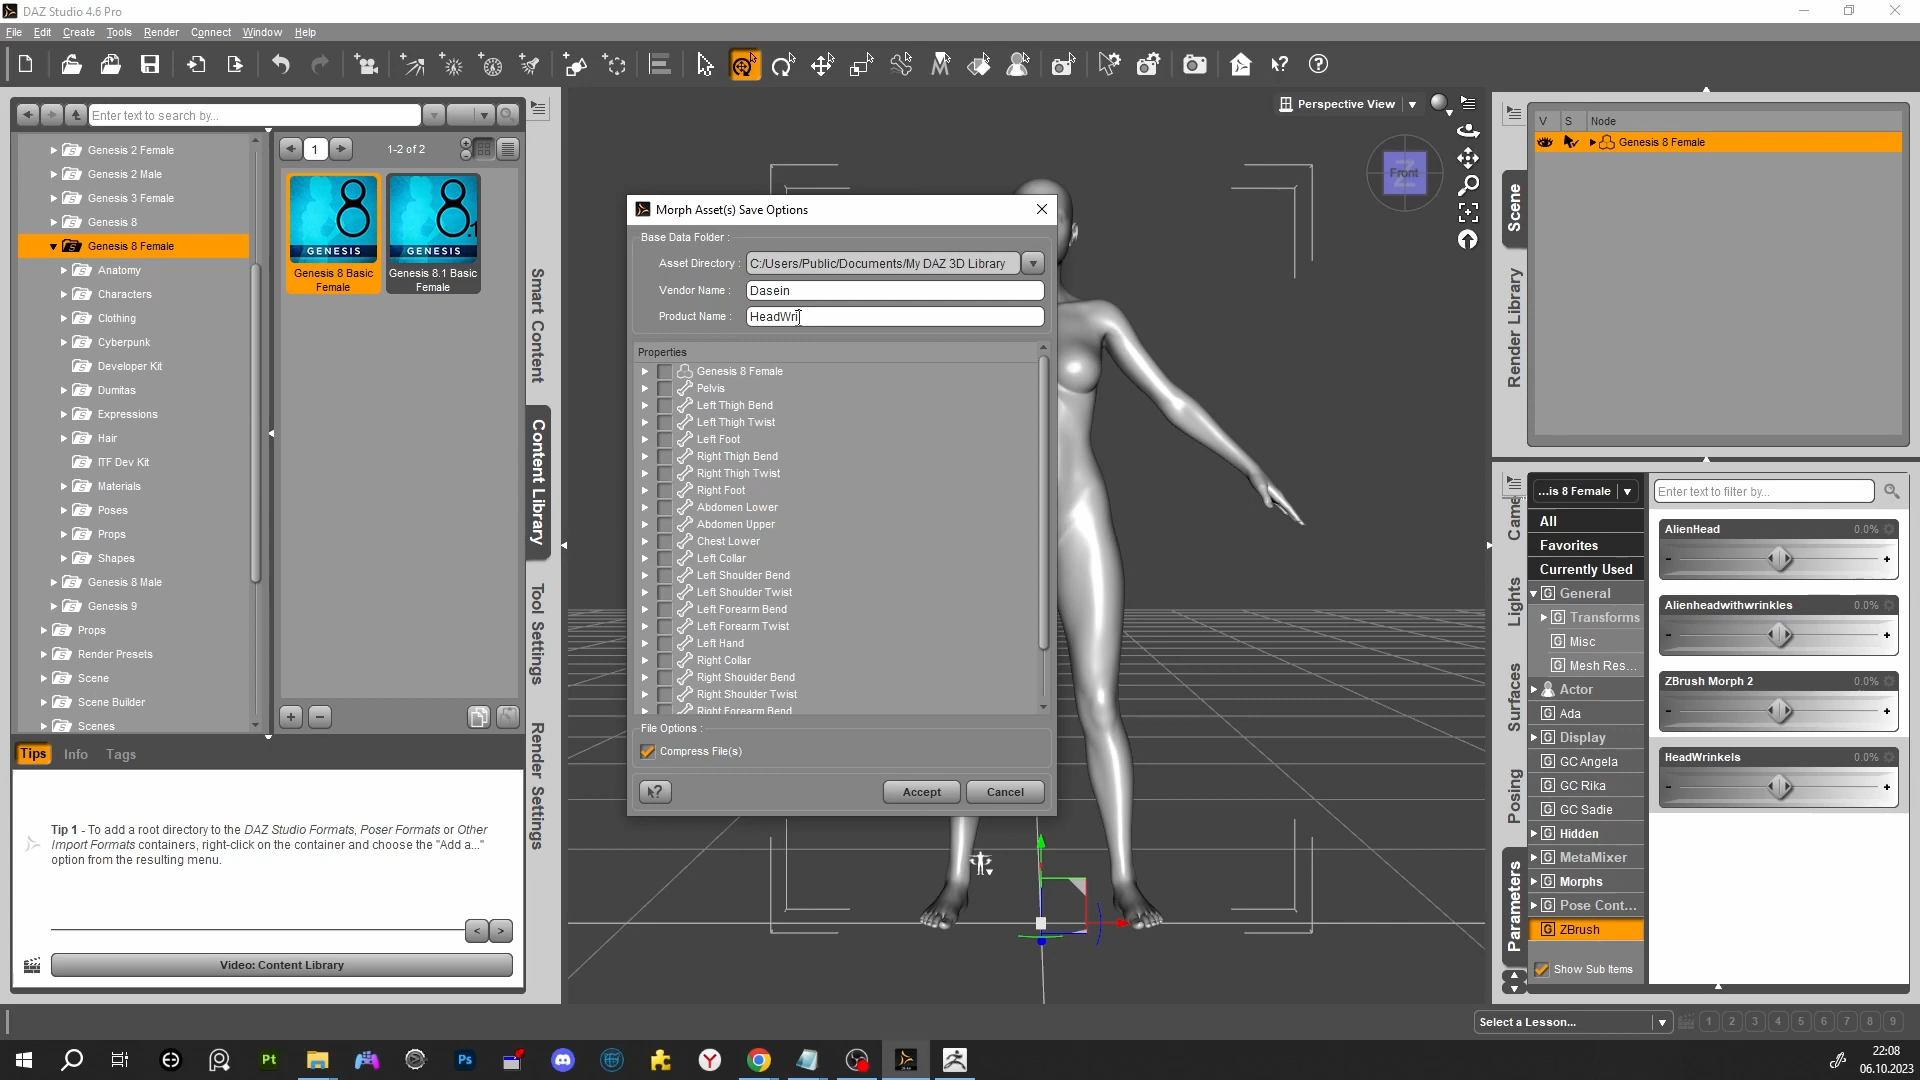 DAZ Studio 4.6 Pro
File Edit Create Tools Render Connect Window Help
Enter text to search by...
Genesis 2 Female
Genesis 2 Male
Genesis 3 Female
Genesis 8
Genesis 8 Female
Anatomy
Characters
Clothing
Cyberpunk
Developer Kit
Dumitas
Expressions
Hair
ITF Dev Kit
Materials
Poses
Props
Shapes
Genesis 8 Male
Genesis 9
Props
Render Presets
Scene
Scene Builder
Scenes
1
1-2 of 2
GENESIS
Genesis 8 Basic
Female
GENESIS
Genesis 8.1 Basic
Female
Smart Content
Content Library
Tool Settings
Render Settings
Tips Info Tags
Tip 1 - To add a root directory to the DAZ Studio Formats, Poser Formats or Other
Import Formats containers, right-click on the container and choose the "Add a..."
option from the resulting menu.
< >
Video: Content Library
Perspective View
Front
Morph Asset(s) Save Options
Base Data Folder :
Asset Directory : C:/Users/Public/Documents/My DAZ 3D Library
Vendor Name : Dasein
Product Name : HeadWri
Properties
Genesis 8 Female
Pelvis
Left Thigh Bend
Left Thigh Twist
Left Foot
Right Thigh Bend
Right Thigh Twist
Right Foot
Abdomen Lower
Abdomen Upper
Chest Lower
Left Collar
Left Shoulder Bend
Left Shoulder Twist
Left Forearm Bend
Left Forearm Twist
Left Hand
Right Collar
Right Shoulder Bend
Right Shoulder Twist
Right Forearm Bend
File Options :
Compress File(s)
Accept Cancel
Scene
Render Library
V S Node
Genesis 8 Female
Came
Lights
Surfaces
Posing
Parameters
...is 8 Female
Enter text to filter by...
All
Favorites
Currently Used
General
Transforms
Misc
Mesh Res...
Actor
Ada
Display
GC Angela
GC Rika
GC Sadie
Hidden
MetaMixer
Morphs
Pose Cont...
ZBrush
Show Sub Items
AlienHead 0.0%
Alienheadwithwrinkles 0.0%
ZBrush Morph 2 0.0%
HeadWrinkels 0.0%
Select a Lesson...
1 2 3 4 5 6 7 8 9
Pt
Ps
22:08
06.10.2023